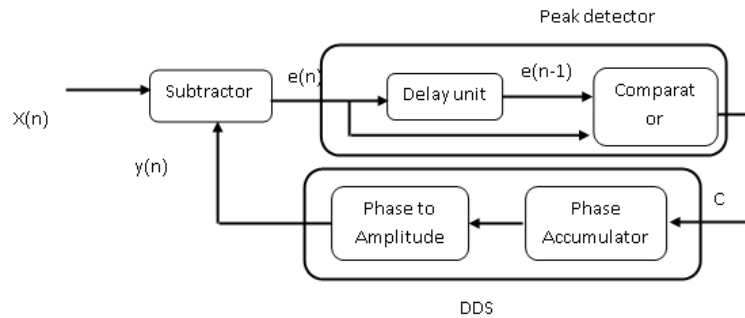 Peak detector
e(n)
e(n-1)
Subtractor
Delay unit
Comparat
or
X(n)
y(n)
C
Phase to
Amplitude
Phase
Accumulator
DDS